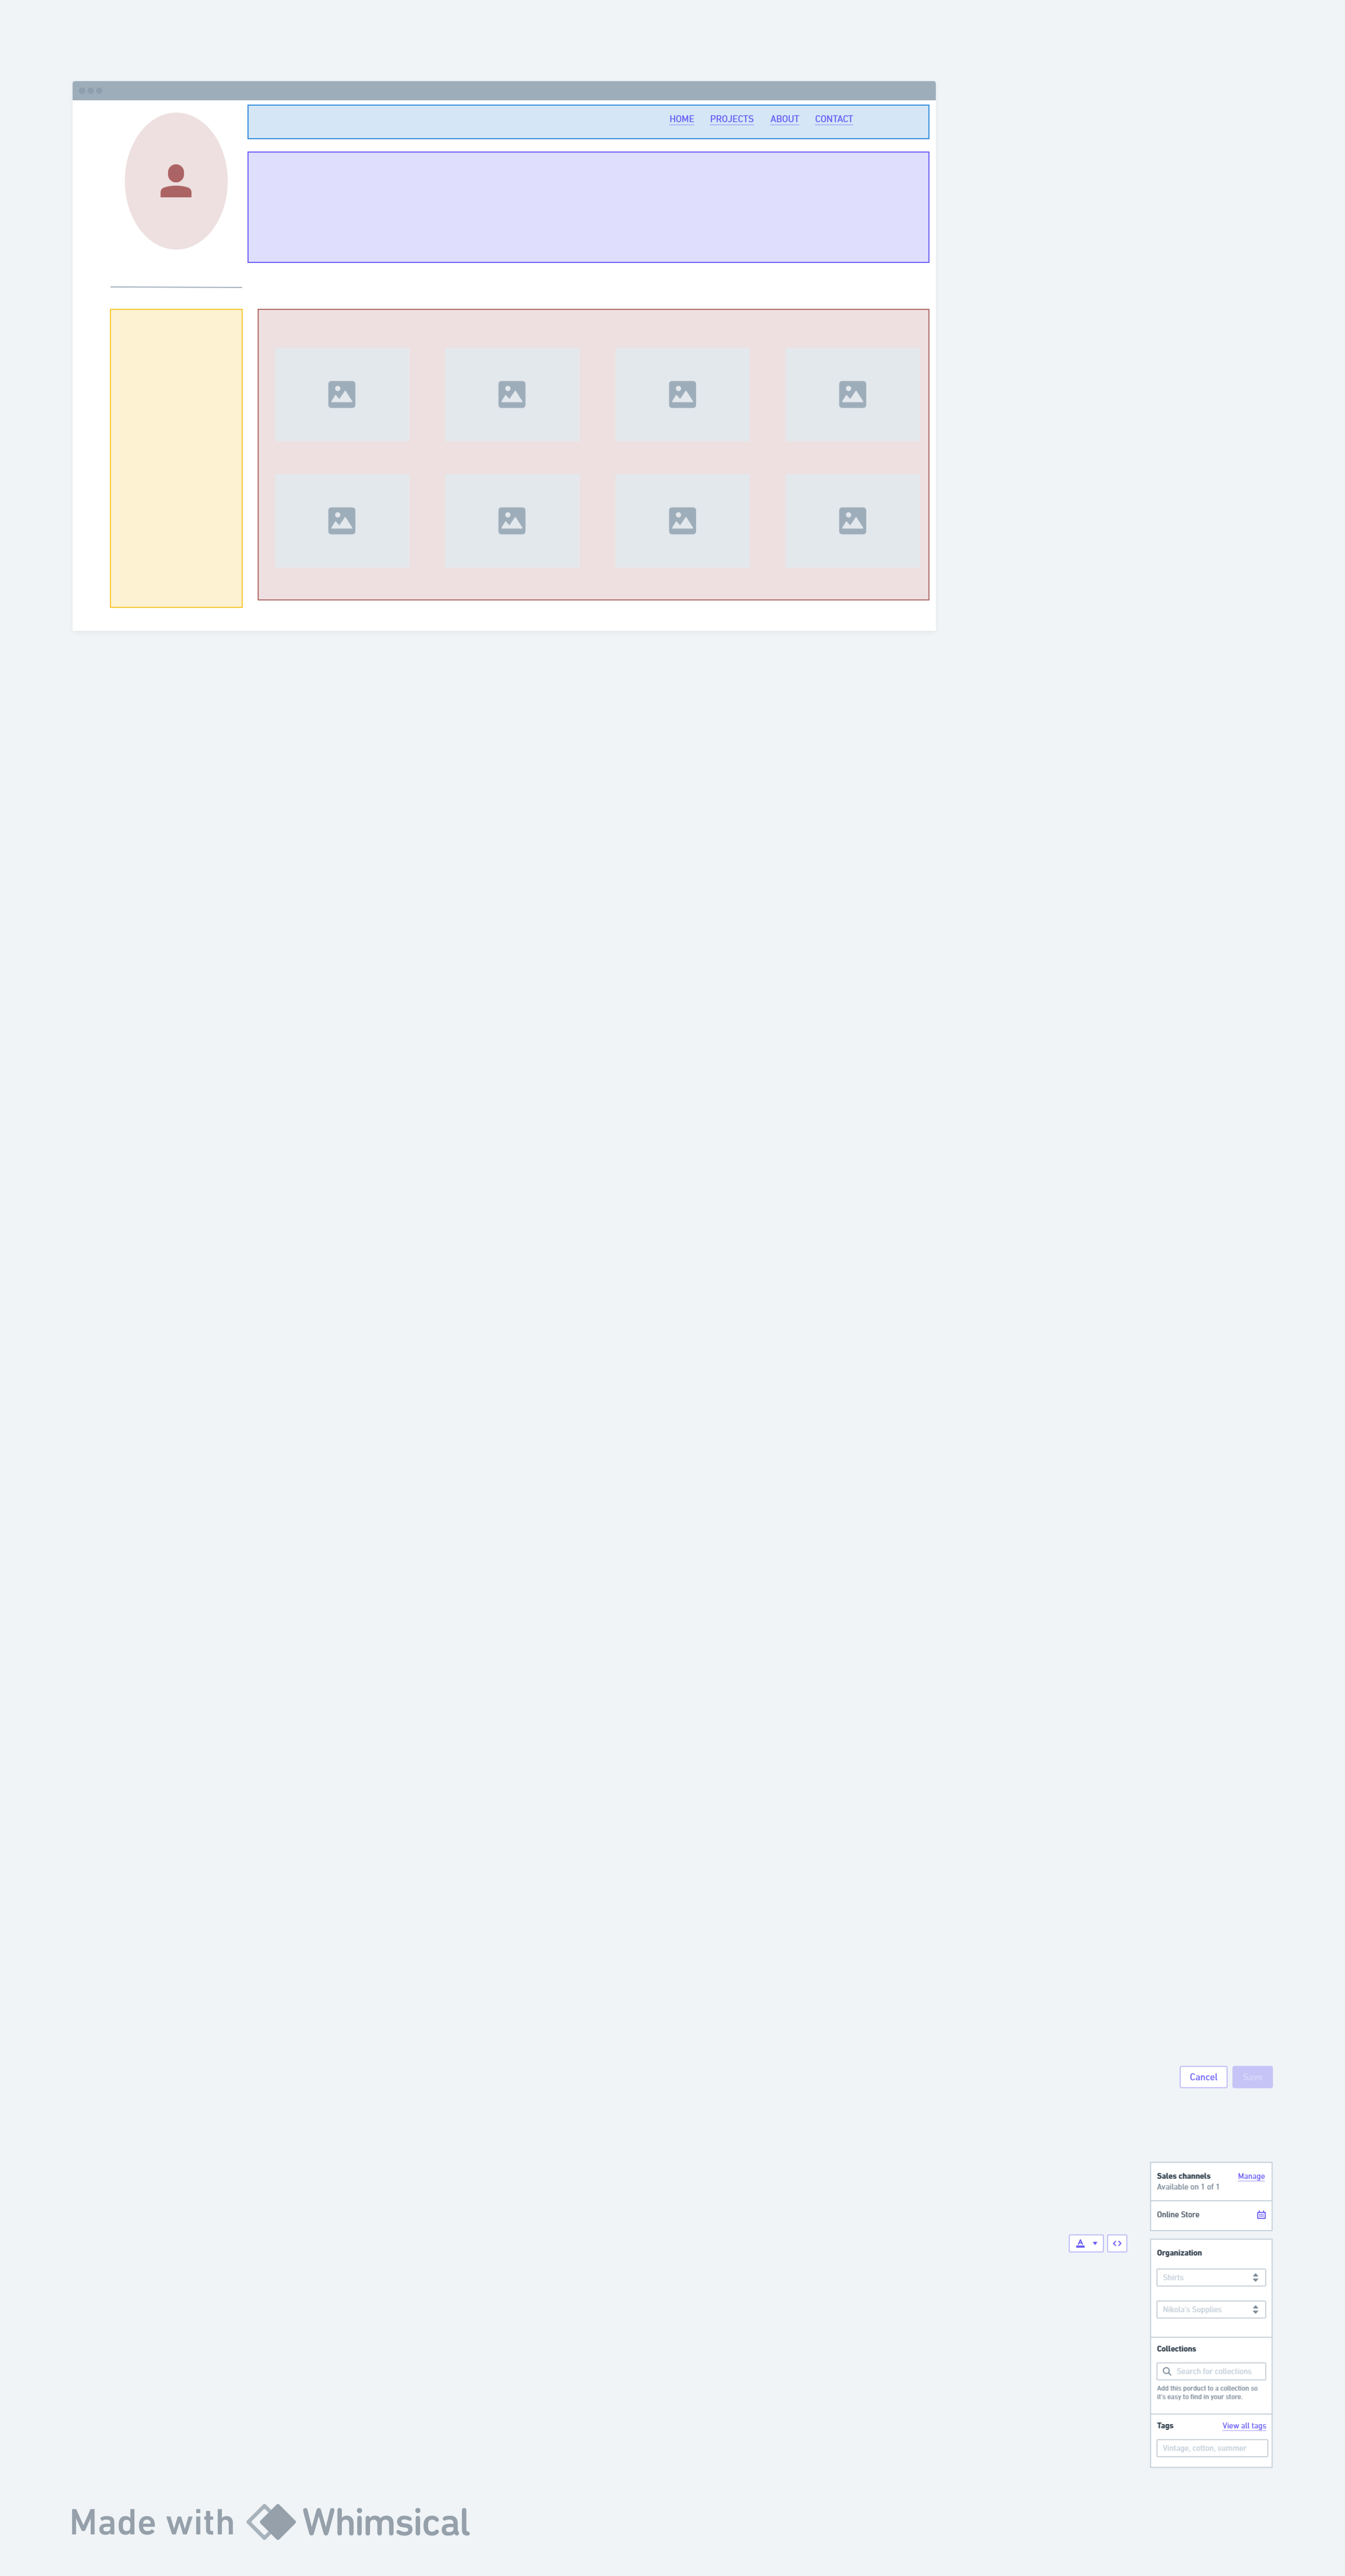 HOME PROJECTS ABOUT CONTACT
Cancel Save
Sales channels Manage
Available on 1 of 1
Online Store
A
Organization
Shirts
Nikola's Supplies
Collections
Search for collections
Add this porduct to a collection so
it's easy to find in your store.
Tags View all tags
Vintage, cotton, summer
Made with Whimsical